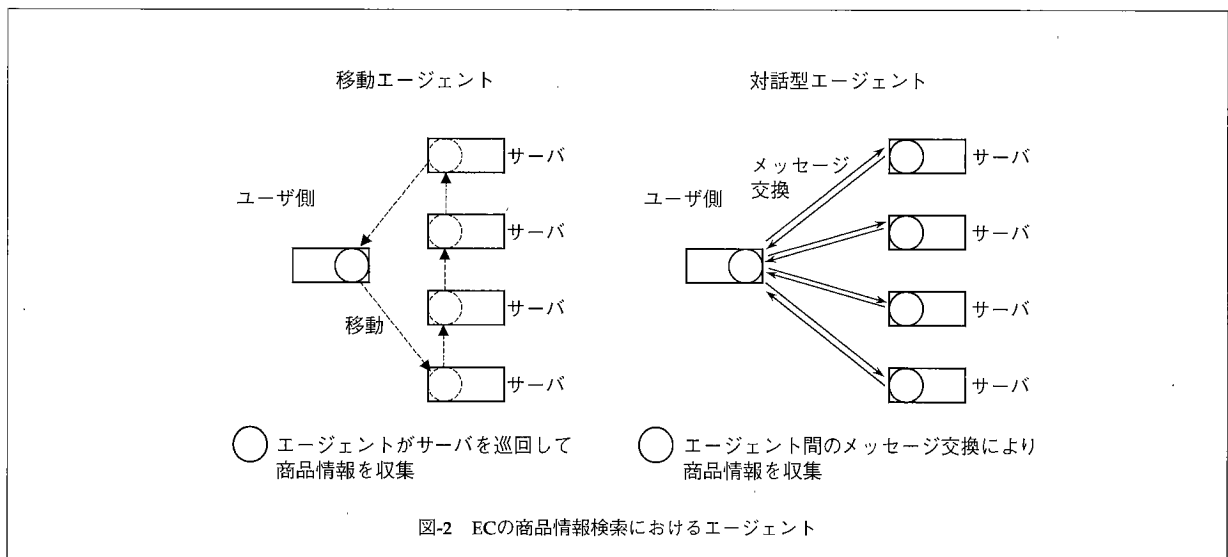 移動エージェント
サーバ
ユーザ側
サーバ
サーバ
移動
サーバ
エージェントがサーバを巡回して
商品情報を収集
対話型エージェント
メッセージ
交換
サーバ
ユーザ側
サーバ
サーバ
サーバ
エージェント間のメッセージ交換により
商品情報を収集
図-2 ECの商品情報検索におけるエージェント